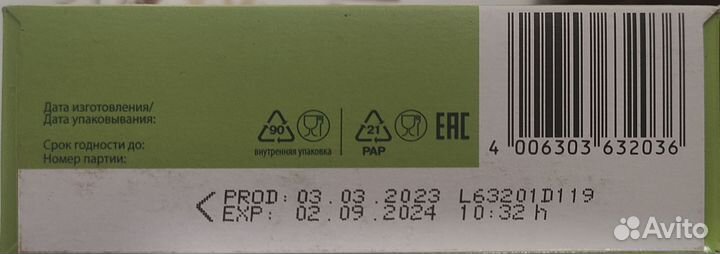 Дата изготовления/
Дата упаковывания:
Срок годности до:
Номер партии:
90
внутренняя упаковка
21
PAP
EAC
4 006303 632036
PROD: 03.03.2023 L63201D119
EXP: 02.09.2024 10:32 h
Avito